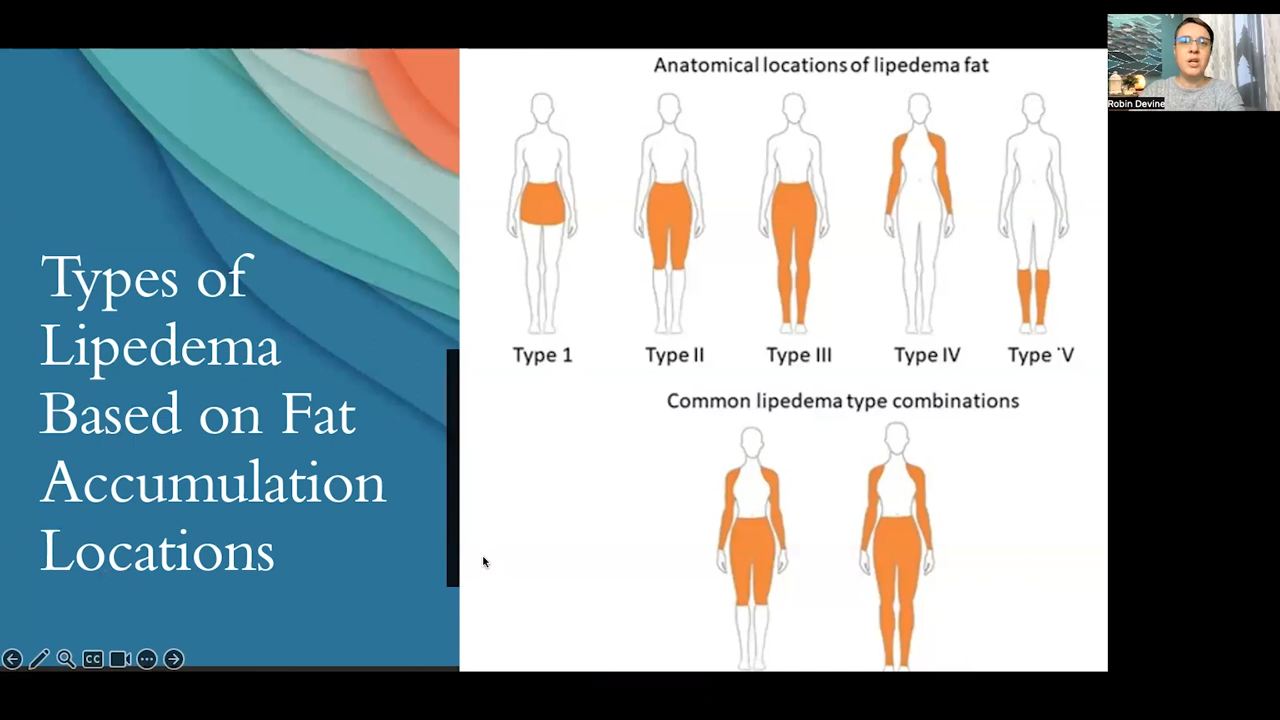 Types of
Lipedema
Based on Fat
Accumulation
Locations
Anatomical locations of lipedema fat
Type 1
Type II
Type III
Type IV
Type ˙V
Common lipedema type combinations
Robin Devine
CC